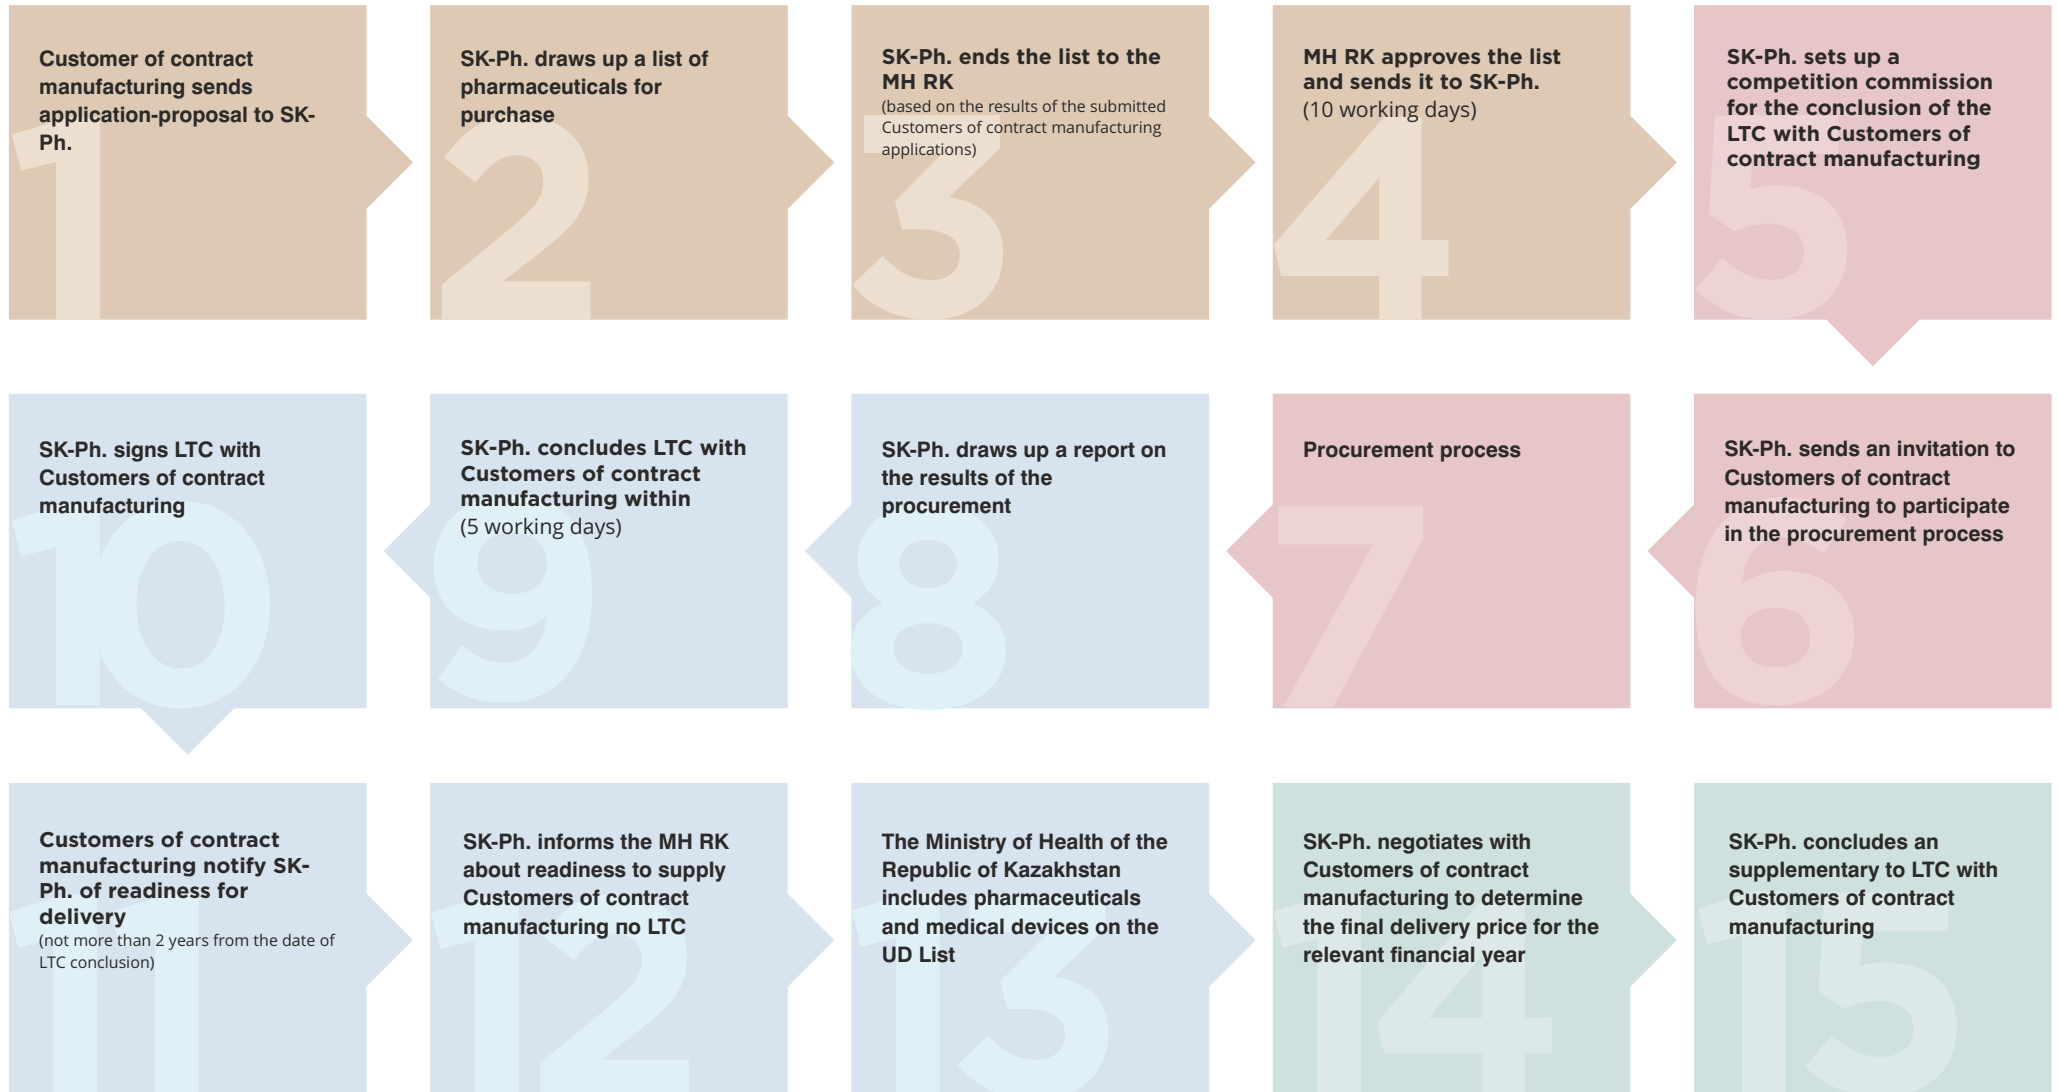 1
Customer of contract
manufacturing sends
application-proposal to SK-
Ph.
2
SK-Ph. draws up a list of
pharmaceuticals for
purchase
3
SK-Ph. ends the list to the
MH RK
(based on the results of the submitted
Customers of contract manufacturing
applications)
4
MH RK approves the list
and sends it to SK-Ph.
(10 working days)
5
SK-Ph. sets up a
competition commission
for the conclusion of the
LTC with Customers of
contract manufacturing
6
SK-Ph. sends an invitation to
Customers of contract
manufacturing to participate
in the procurement process
7
Procurement process
8
SK-Ph. draws up a report on
the results of the
procurement
9
SK-Ph. concludes LTC with
Customers of contract
manufacturing within
(5 working days)
10
SK-Ph. signs LTC with
Customers of contract
manufacturing
11
Customers of contract
manufacturing notify SK-
Ph. of readiness for
delivery
(not more than 2 years from the date of
LTC conclusion)
12
SK-Ph. informs the MH RK
about readiness to supply
Customers of contract
manufacturing по LTC
13
The Ministry of Health of the
Republic of Kazakhstan
includes pharmaceuticals
and medical devices on the
UD List
14
SK-Ph. negotiates with
Customers of contract
manufacturing to determine
the final delivery price for the
relevant financial year
15
SK-Ph. concludes an
supplementary to LTC with
Customers of contract
manufacturing